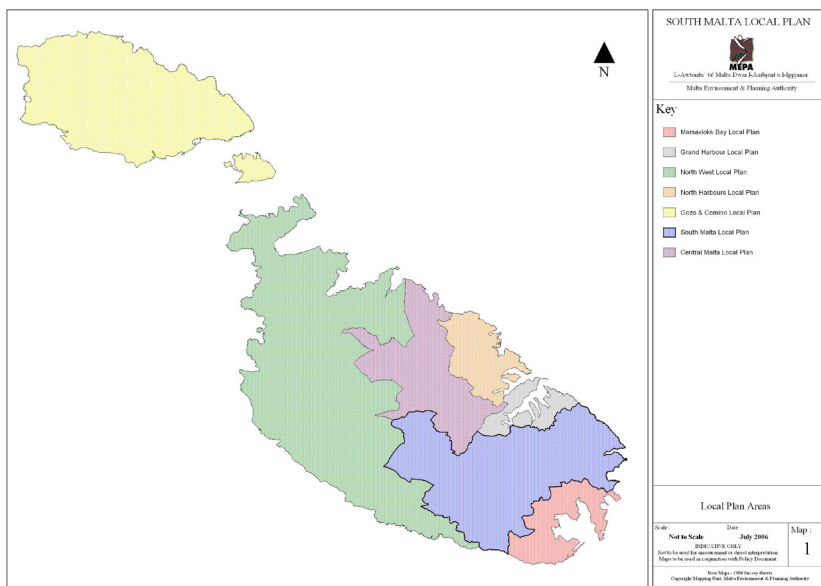 N
SOUTH MALTA LOCAL PLAN
MEPA
L-Awtorita' ta' Malta Dwar l-Ambjent u l-Ippjanar
Malta Environment & Planning Authority
Key
Marsaxlokk Bay Local Plan
Grand Harbour Local Plan
North West Local Plan
North Harbours Local Plan
Gozo & Comino Local Plan
South Malta Local Plan
Central Malta Local Plan
Local Plan Areas
Scale : Date : Map :
Not to Scale July 2006 1
INDICATIVE ONLY
Not to be used for measurement or direct interpretation.
Maps to be used in conjunction with Policy Document.
Base Maps - 1988 Survey Sheets
Copyright Mapping Unit, Malta Environment & Planning Authority